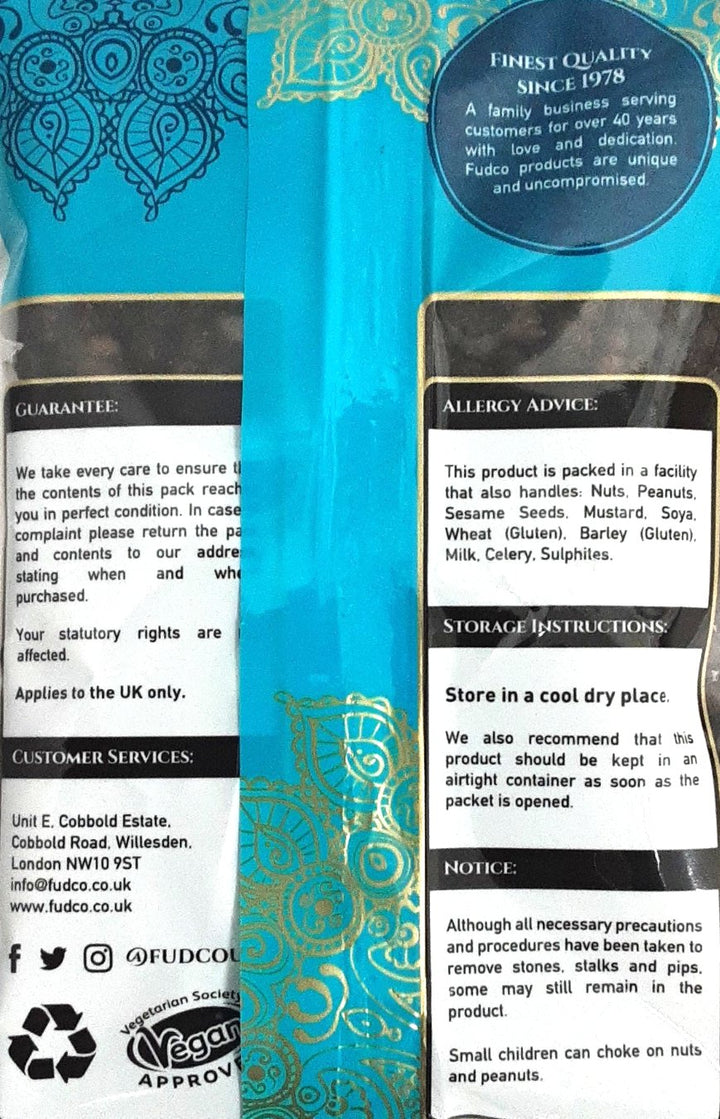 FINEST QUALITY
SINCE 1978
A family business serving
customers for over 40 years
with love and dedication.
Fudco products are unique
and uncompromised.
GUARANTEE:
We take every care to ensure
the contents of this pack reach
you in perfect condition. In case
complaint please return the
and contents to our
stating when and
purchased.
Your statutory rights are
affected.
Applies to the UK only.
CUSTOMER SERVICES:
Unit E, Cobbold Estate,
Cobbold Road, Willesden,
London NW10 9ST
info@fudco.co.uk
www.fudco.co.uk
@FUDCOU
Vegetarian Society
Vegan
APPROV
ALLERGY ADVICE:
This product is packed in a facility
that also handles: Nuts, Peanuts,
Sesame Seeds, Mustard, Soya,
Wheat (Gluten), Barley (Gluten),
Milk, Celery, Sulphiles.
STORAGE INSTRUCTIONS:
Store in a cool dry place.
We also recommend that this
product should be kept in an
airtight container as soon as the
packet is opened.
NOTICE:
Although all necessary precautions
and procedures have been taken to
remove stones, stalks and pips,
some may still remain in the
product.
Small children can choke on nuts
and peanuts.